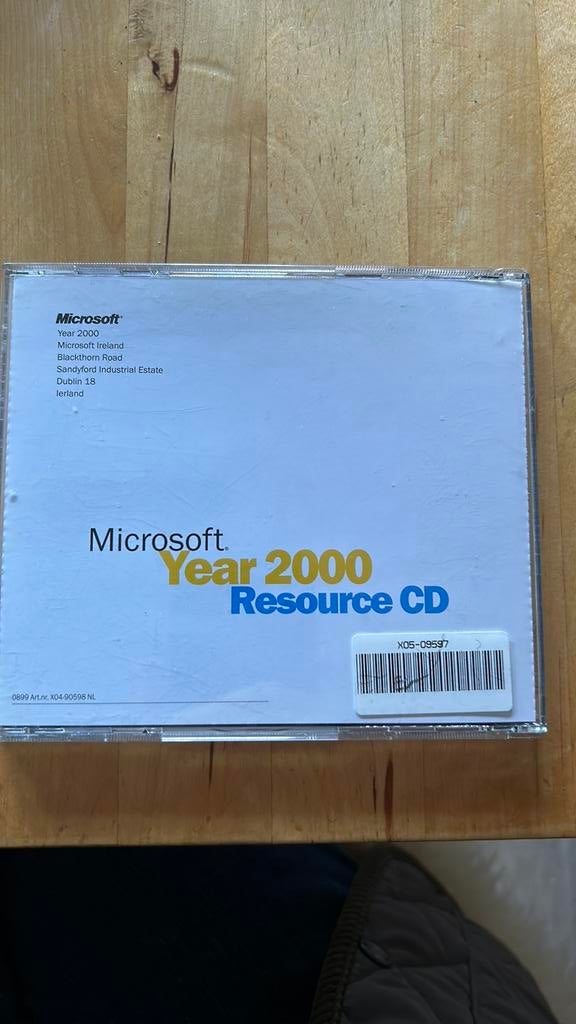 Microsoft®
Year 2000
Microsoft Ireland
Blackthorn Road
Sandyford Industrial Estate
Dublin 18
Ierland
Microsoft®
Year 2000
Resource CD
X05-09597
0899 Art.nr. X04-90598 NL